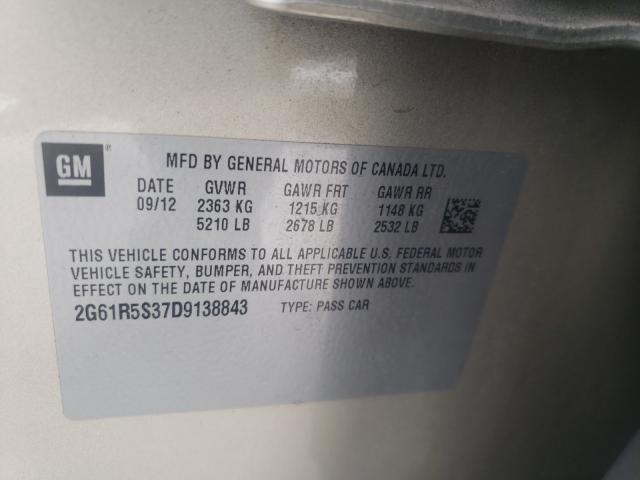 GM ®
MFD BY GENERAL MOTORS OF CANADA LTD.
DATE GVWR GAWR FRT GAWR RR
09/12 2363 KG 1215 KG 1148 KG
5210 LB 2678 LB 2532 LB
THIS VEHICLE CONFORMS TO ALL APPLICABLE U.S. FEDERAL MOTOR
VEHICLE SAFETY, BUMPER, AND THEFT PREVENTION STANDARDS IN
EFFECT ON THE DATE OF MANUFACTURE SHOWN ABOVE.
2G61R5S37D9138843 TYPE: PASS CAR